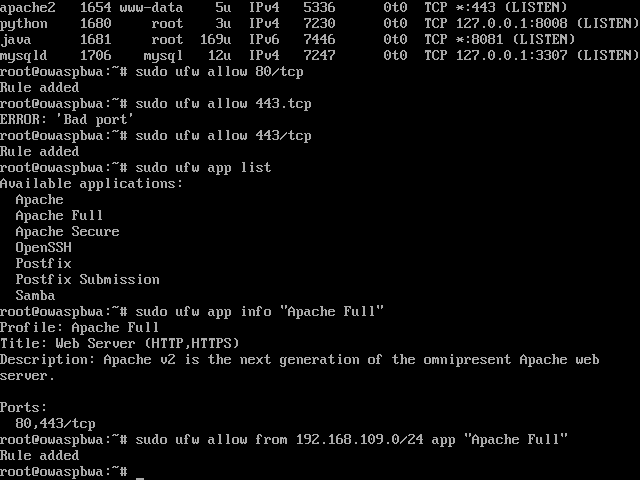 apache2   1654 www-data    5u  IPv4   5336      0t0  TCP *:443 (LISTEN)
python    1680     root    3u  IPv4   7230      0t0  TCP 127.0.0.1:8008 (LISTEN)
java      1681     root  169u  IPv6   7446      0t0  TCP *:8081 (LISTEN)
mysqld    1706    mysql   12u  IPv4   7247      0t0  TCP 127.0.0.1:3307 (LISTEN)
root@owaspbwa:~# sudo ufw allow 80/tcp
Rule added
root@owaspbwa:~# sudo ufw allow 443.tcp
ERROR: 'Bad port'
root@owaspbwa:~# sudo ufw allow 443/tcp
Rule added
root@owaspbwa:~# sudo ufw app list
Available applications:
  Apache
  Apache Full
  Apache Secure
  OpenSSH
  Postfix
  Postfix Submission
  Samba
root@owaspbwa:~# sudo ufw app info "Apache Full"
Profile: Apache Full
Title: Web Server (HTTP,HTTPS)
Description: Apache v2 is the next generation of the omnipresent Apache web
server.

Ports:
  80,443/tcp
root@owaspbwa:~# sudo ufw allow from 192.168.109.0/24 app "Apache Full"
Rule added
root@owaspbwa:~# _